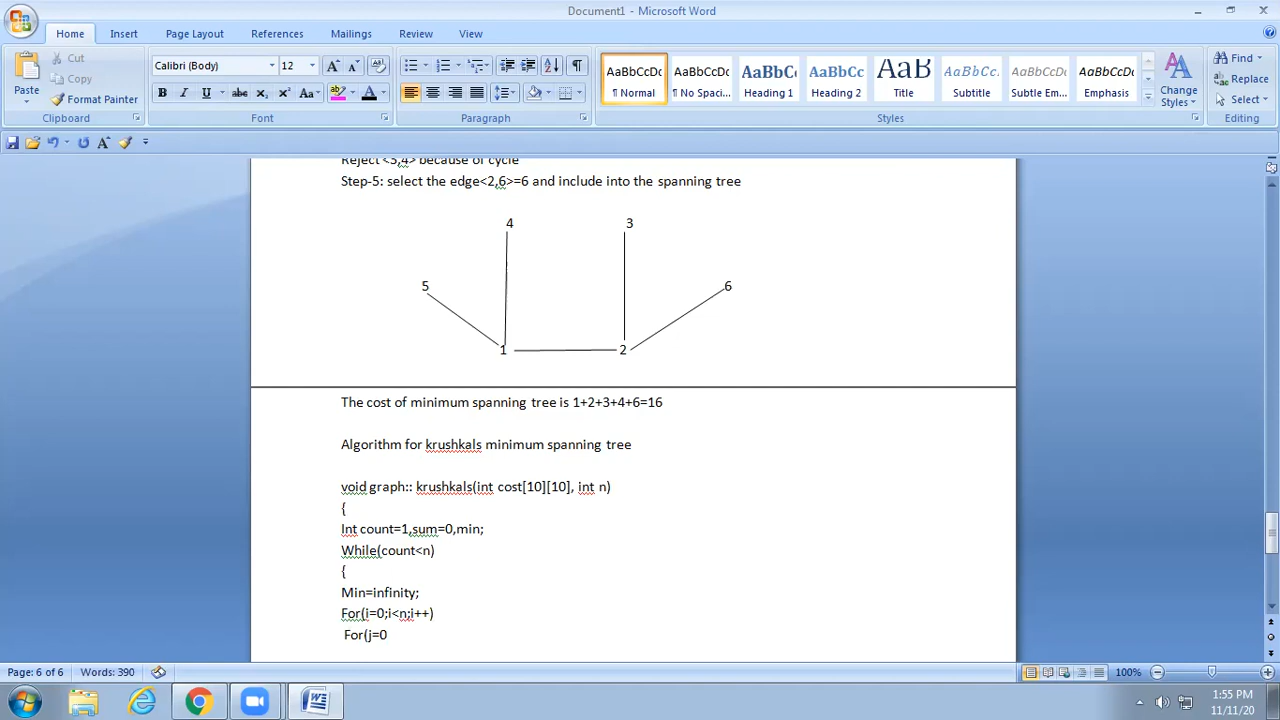 Document1 - Microsoft Word
Home Insert Page Layout References Mailings Review View
Paste
Cut
Copy
Format Painter
Clipboard
Calibri (Body) 12
Font
Paragraph
AaBbCcDc AaBbCcDc AaBbCc AaBbCc AaB AaBbCc. AaBbCcDc AaBbCcDc
¶ Normal ¶ No Spaci... Heading 1 Heading 2 Title Subtitle Subtle Em... Emphasis
Styles
Change Styles
Find
Replace
Select
Editing
Reject <3,4> because of cycle
Step-5: select the edge<2,6>=6 and include into the spanning tree
4 3
5 6
1 2
The cost of minimum spanning tree is 1+2+3+4+6=16
Algorithm for krushkals minimum spanning tree
void graph:: krushkals(int cost[10][10], int n)
{
Int count=1,sum=0,min;
While(count<n)
{
Min=infinity;
For(i=0;i<n;i++)
For(j=0
Page: 6 of 6 Words: 390 100%
1:55 PM
11/11/20